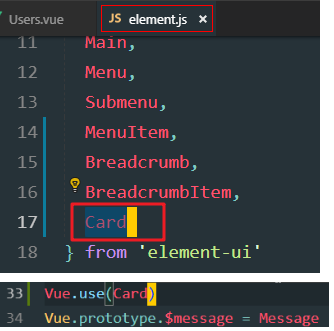 Users.vue JS element.js ×
11 Main,
12 Menu,
13 Submenu,
14 MenuItem,
15 Breadcrumb,
16 BreadcrumbItem,
17 Card
18 } from 'element-ui'
33 Vue.use(Card)
34 Vue.prototype.$message = Message